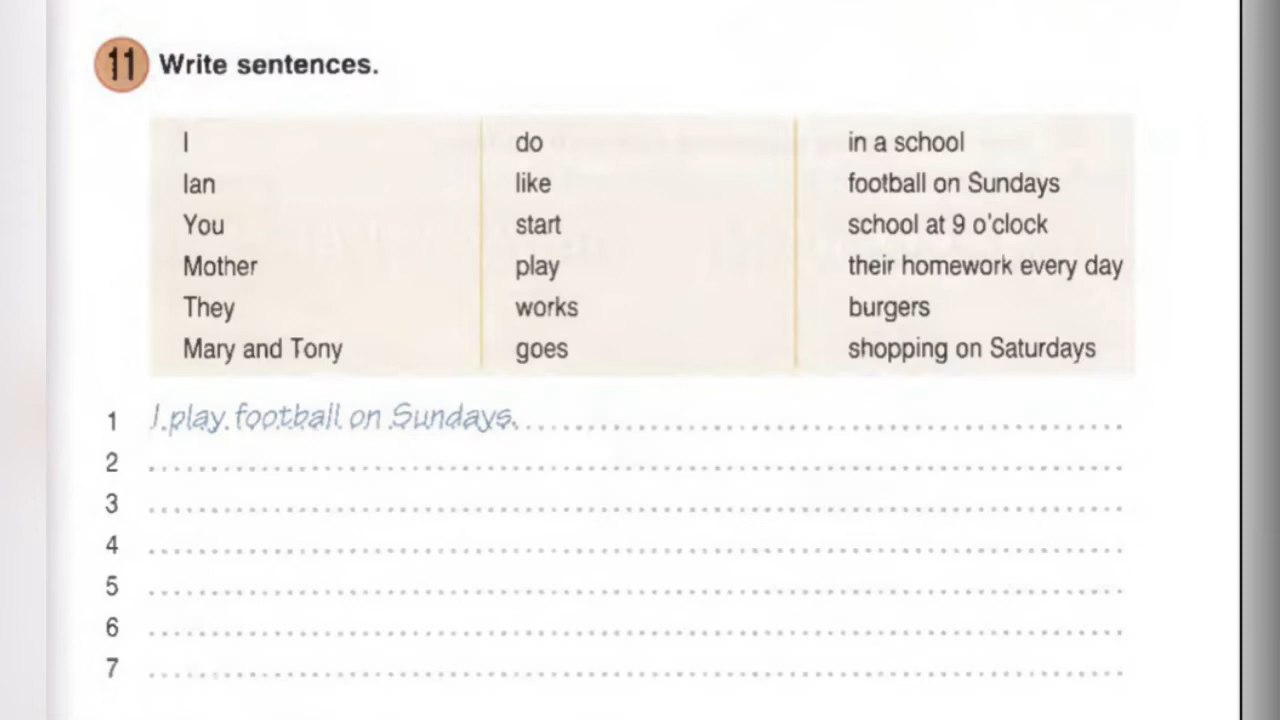 11 Write sentences.
I do in a school
Ian like football on Sundays
You start school at 9 o'clock
Mother play their homework every day
They works burgers
Mary and Tony goes shopping on Saturdays
1 I play football on Sundays.
2
3
4
5
6
7